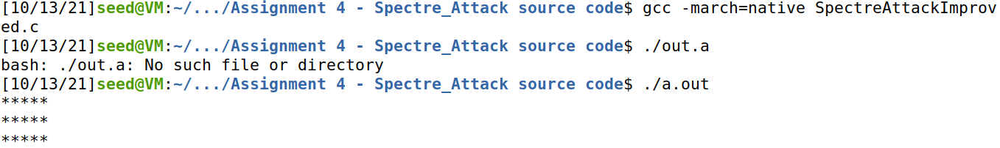 [10/13/21]seed@VM:~/.../Assignment 4 - Spectre_Attack source code$ gcc -march=native SpectreAttackImprov
ed.c
[10/13/21]seed@VM:~/.../Assignment 4 - Spectre_Attack source code$ ./out.a
bash: ./out.a: No such file or directory
[10/13/21]seed@VM:~/.../Assignment 4 - Spectre_Attack source code$ ./a.out
*****
*****
*****